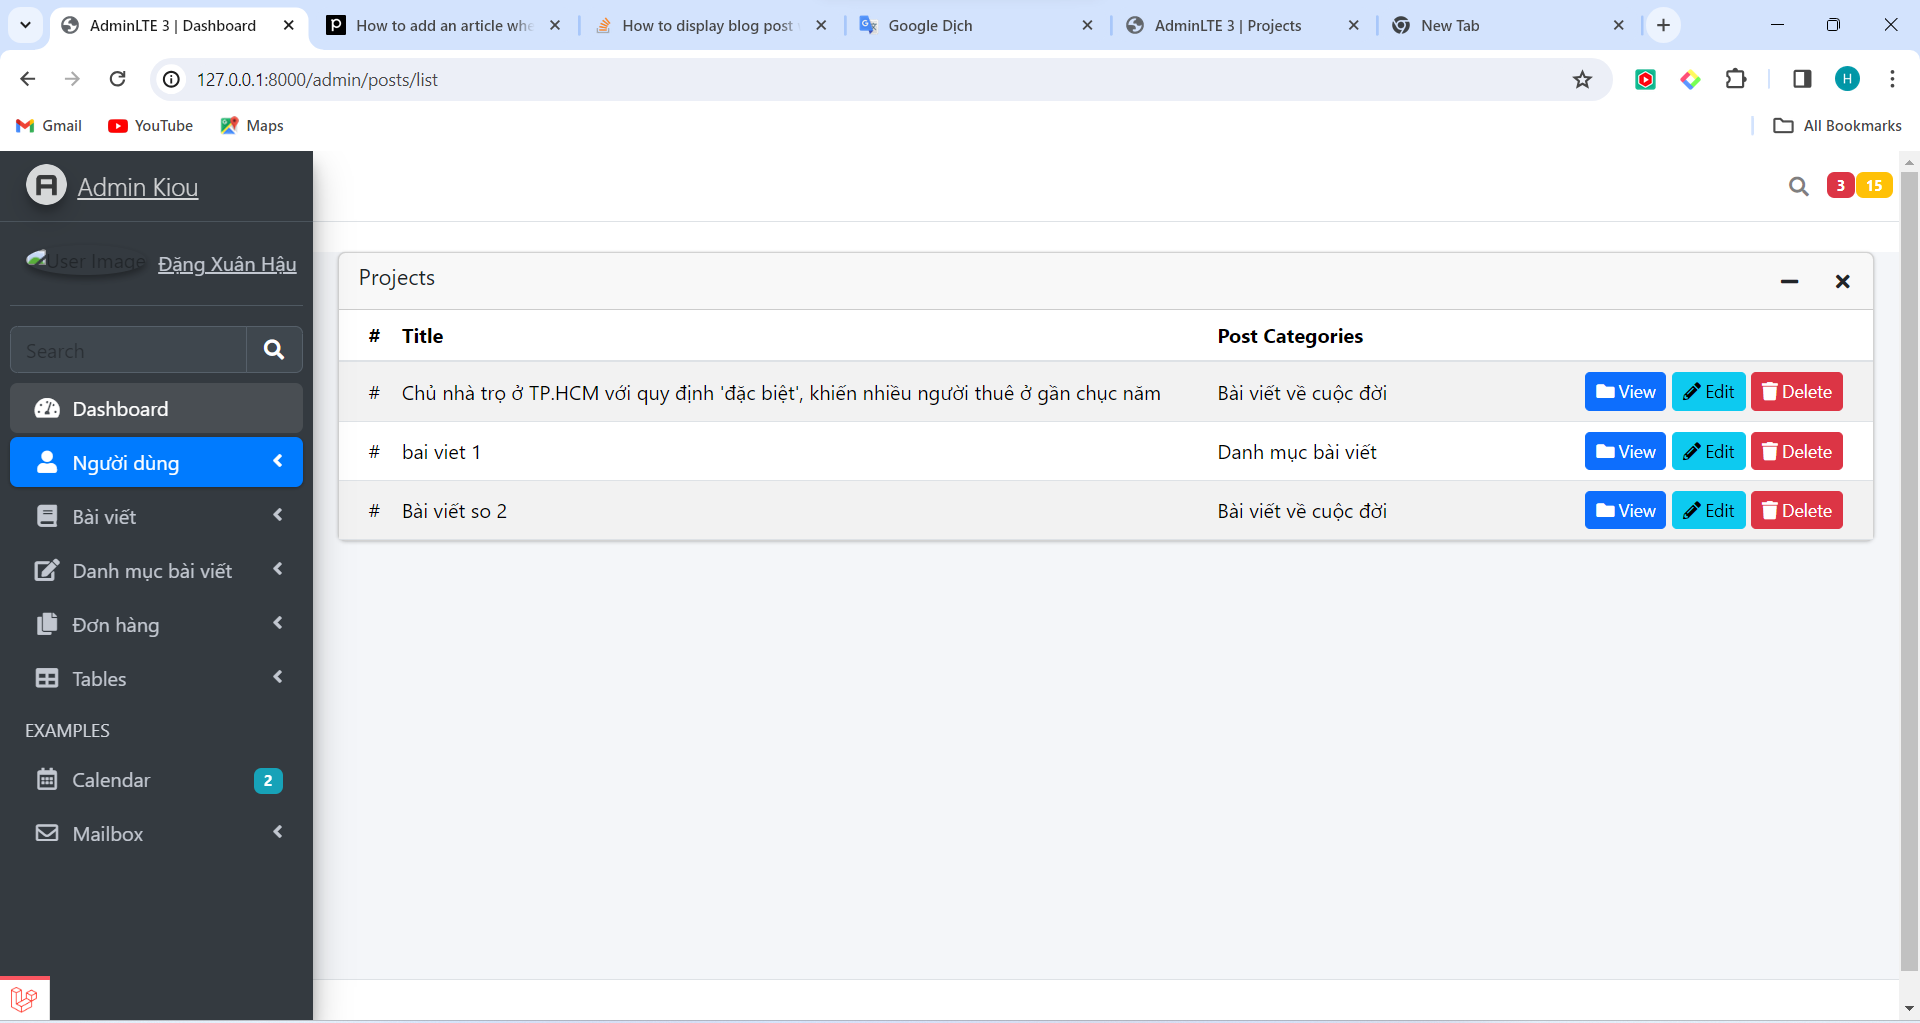 AdminLTE 3 | Dashboard
How to add an article whe
How to display blog post
Google Dịch
AdminLTE 3 | Projects
New Tab
127.0.0.1:8000/admin/posts/list
H
Gmail
YouTube
Maps
All Bookmarks
Admin Kiou
3
15
User Image
Đặng Xuân Hậu
Search
Dashboard
Người dùng
Bài viết
Danh mục bài viết
Đơn hàng
Tables
EXAMPLES
Calendar
2
Mailbox
Projects
# Title Post Categories
# Chủ nhà trọ ở TP.HCM với quy định 'đặc biệt', khiến nhiều người thuê ở gần chục năm Bài viết về cuộc đời View Edit Delete
# bai viet 1 Danh mục bài viết View Edit Delete
# Bài viết so 2 Bài viết về cuộc đời View Edit Delete